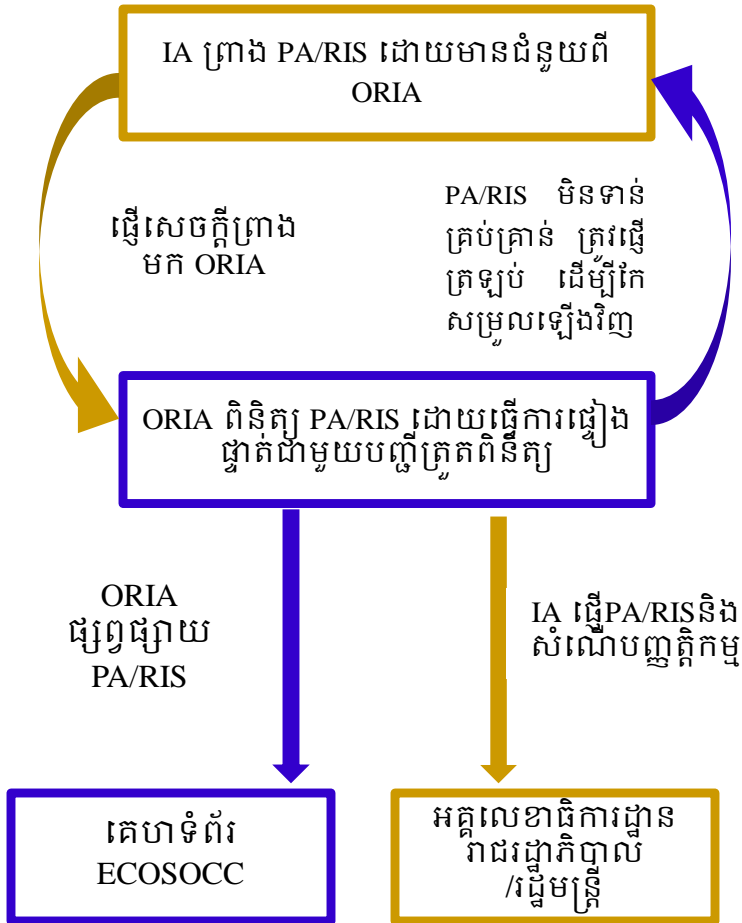 IA ព្រាង PA/RIS ដោយមានជំនួយពី
ORIA
ផ្ញើសេចក្តីព្រាង
មក ORIA
PA/RIS មិនទាន់
គ្រប់គ្រាន់ ត្រូវផ្ញើ
ត្រឡប់ ដើម្បីកែ
សម្រួលឡើងវិញ
ORIA ពិនិត្យ PA/RIS ដោយធ្វើការផ្ទៀង
ផ្ទាត់ជាមួយបញ្ជីត្រួតពិនិត្យ
ORIA
ផ្សព្វផ្សាយ
PA/RIS
IA ផ្ញើPA/RISនិង
សំណើបញ្ញត្តិកម្ម
គេហទំព័រ
ECOSOCC
អគ្គលេខាធិការដ្ឋាន
រាជរដ្ឋាភិបាល
/រដ្ឋមន្ត្រី